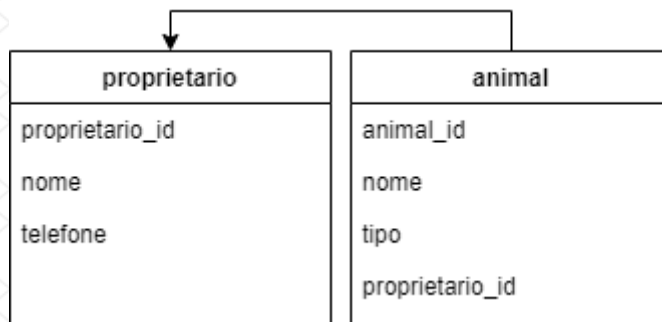 proprietario
proprietario_id
nome
telefone
animal
animal_id
nome
tipo
proprietario_id